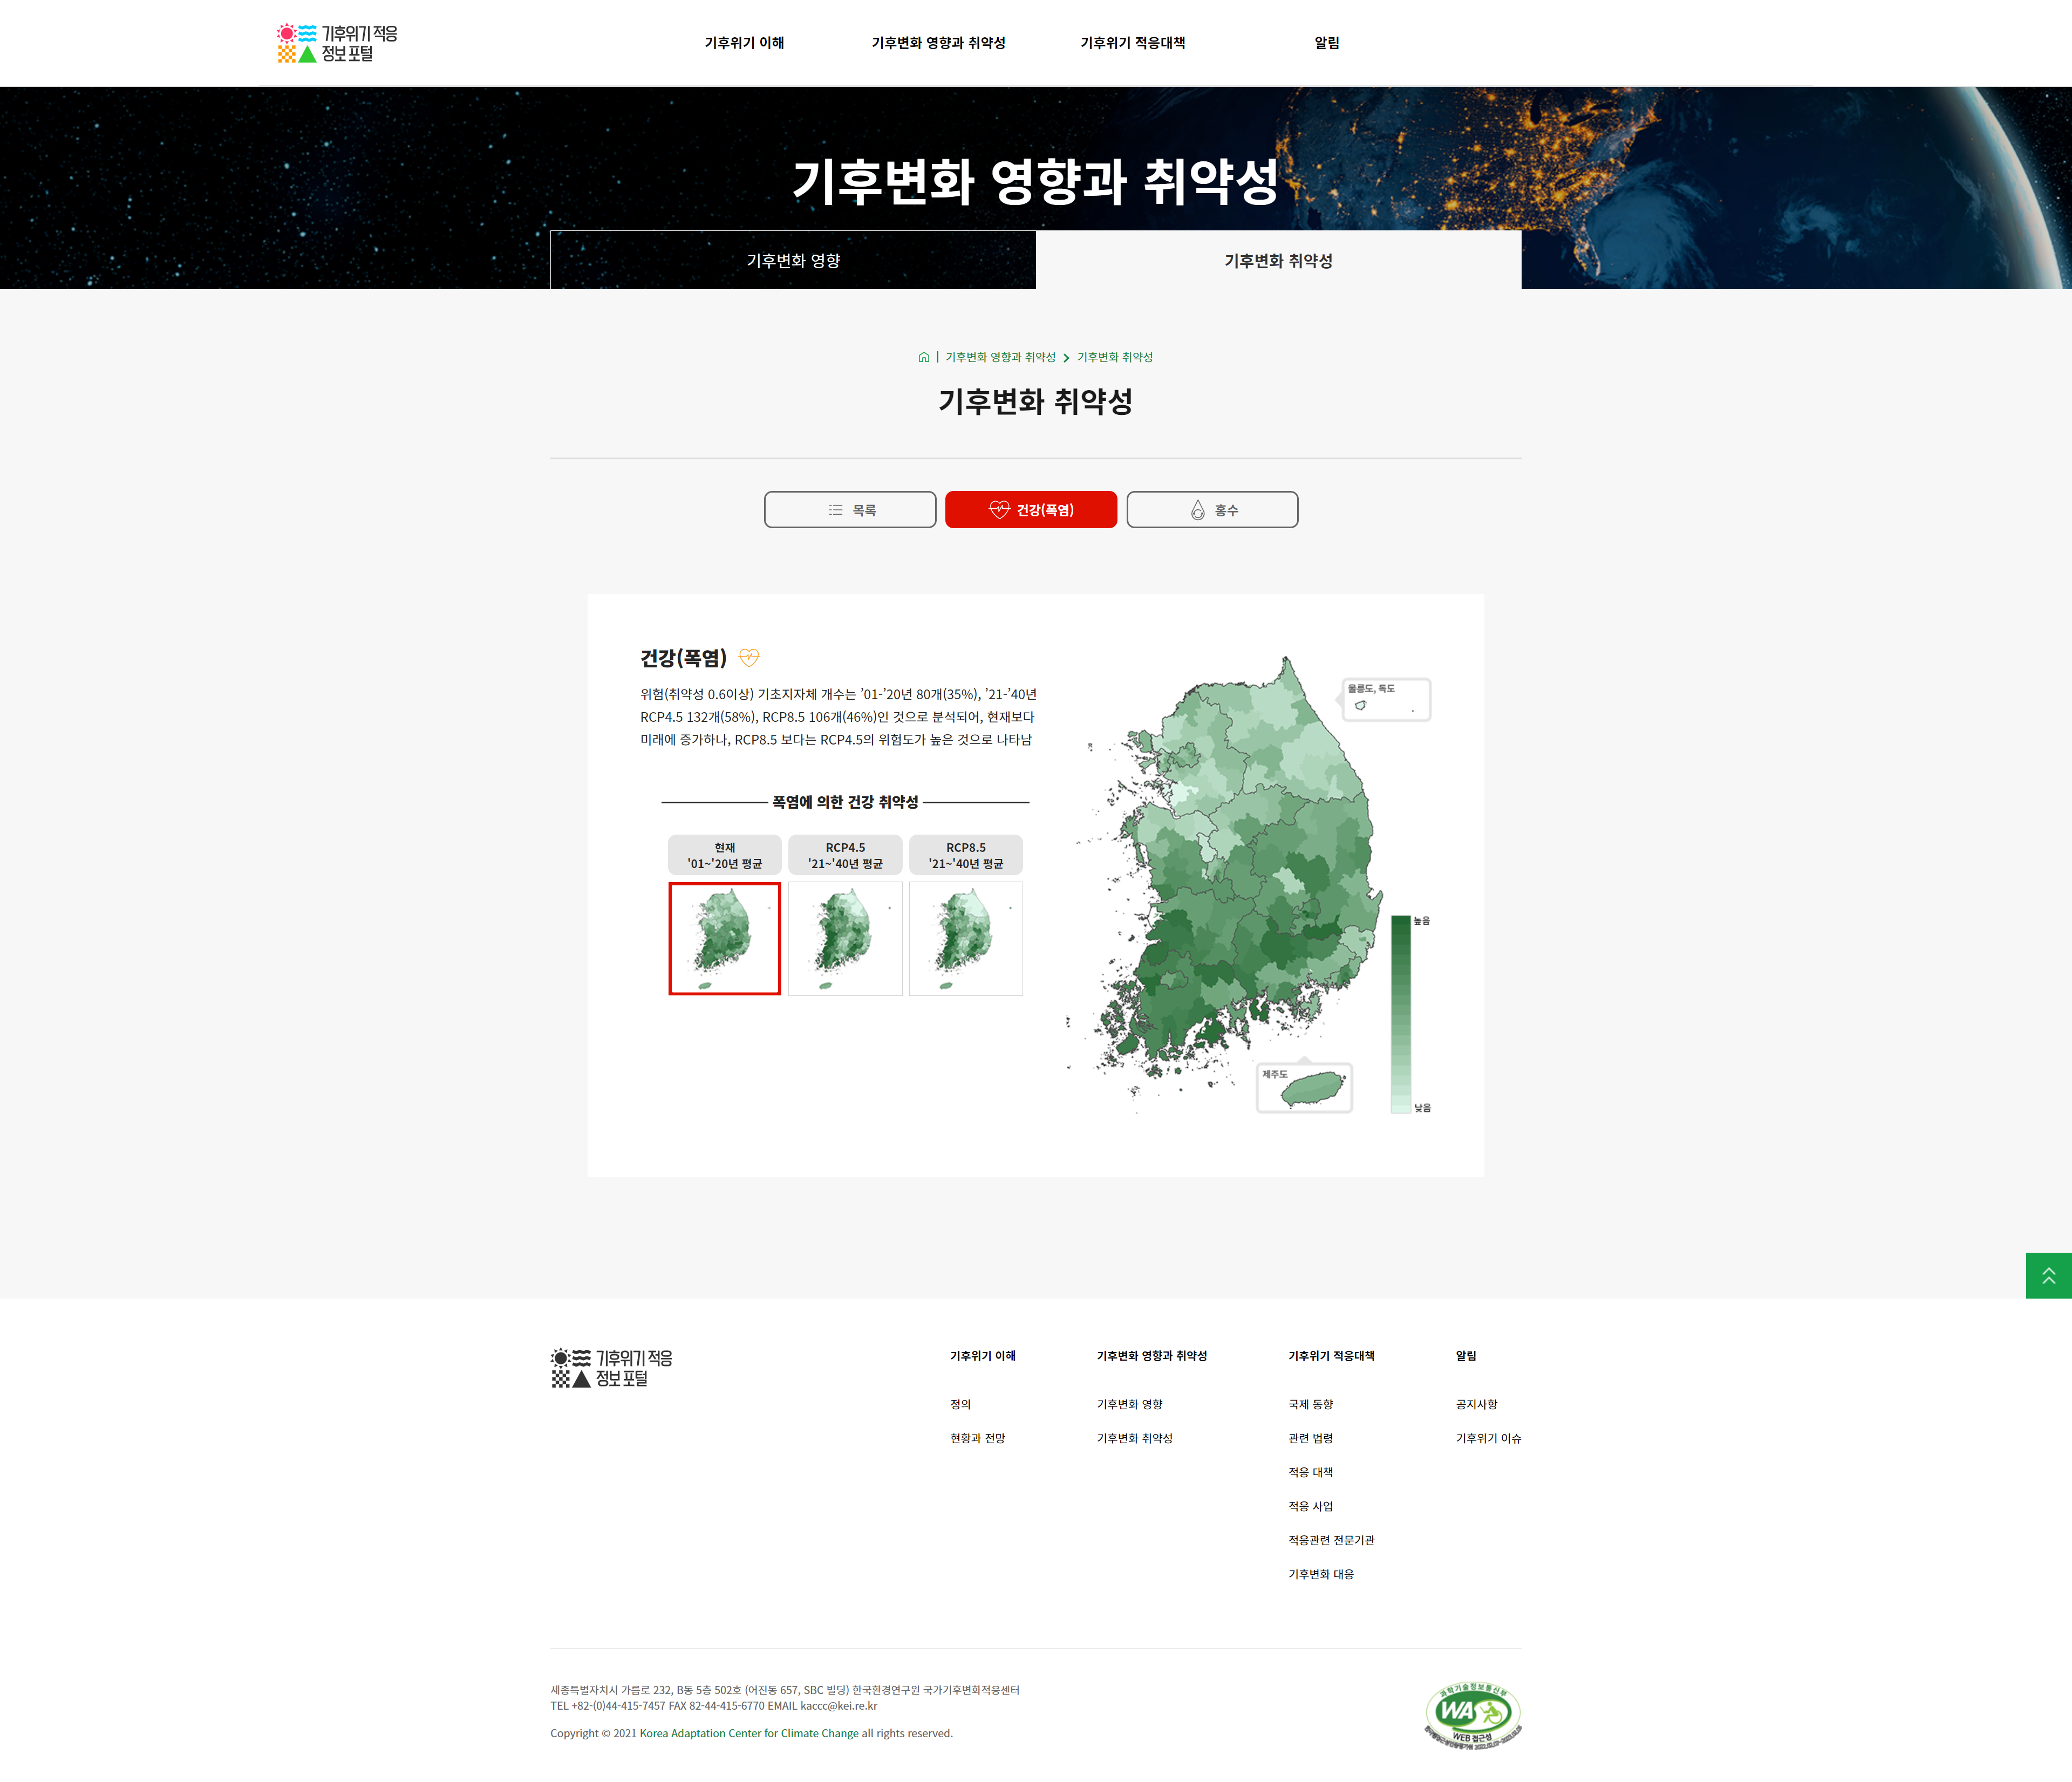 기후위기 적응
정보 포털
기후위기 이해
기후변화 영향과 취약성
기후위기 적응대책
알림
기후변화 영향과 취약성
기후변화 영향
기후변화 취약성
기후변화 영향과 취약성
기후변화 취약성
기후변화 취약성
목록
건강(폭염)
홍수
건강(폭염)
위험(취약성 0.6이상) 기초지자체 개수는 ’01-’20년 80개(35%), ’21-’40년
RCP4.5 132개(58%), RCP8.5 106개(46%)인 것으로 분석되어, 현재보다
미래에 증가하나, RCP8.5 보다는 RCP4.5의 위험도가 높은 것으로 나타남
폭염에 의한 건강 취약성
현재
'01~'20년 평균
RCP4.5
'21~'40년 평균
RCP8.5
'21~'40년 평균
울릉도, 독도
높음
제주도
낮음
기후위기 적응
정보 포털
기후위기 이해
정의
현황과 전망
기후변화 영향과 취약성
기후변화 영향
기후변화 취약성
기후위기 적응대책
국제 동향
관련 법령
적응 대책
적응 사업
적응관련 전문기관
기후변화 대응
알림
공지사항
기후위기 이슈
세종특별자치시 가름로 232, B동 5층 502호 (어진동 657, SBC 빌딩) 한국환경연구원 국가기후변화적응센터
TEL +82-(0)44-415-7457 FAX 82-44-415-6770 EMAIL kaccc@kei.re.kr
Copyright © 2021 Korea Adaptation Center for Climate Change all rights reserved.
과학기술정보통신부
WA
WEB 접근성